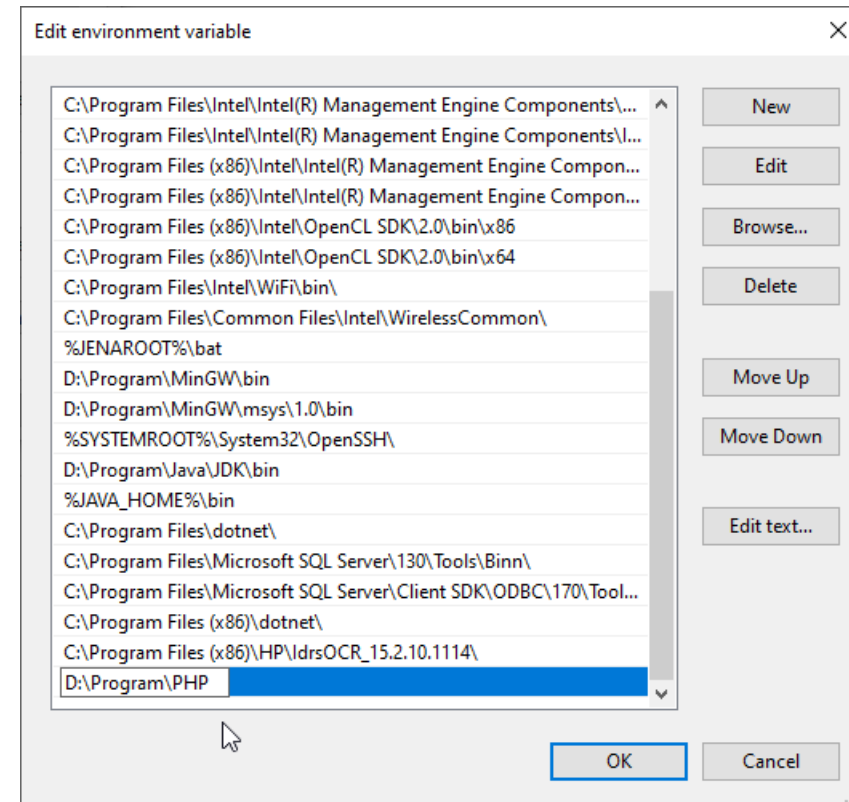 Edit environment variable
C:\Program Files\Intel\Intel(R) Management Engine Components\...
C:\Program Files\Intel\Intel(R) Management Engine Components\I...
C:\Program Files (x86)\Intel\Intel(R) Management Engine Compon...
C:\Program Files (x86)\Intel\Intel(R) Management Engine Compon...
C:\Program Files (x86)\Intel\OpenCL SDK\2.0\bin\x86
C:\Program Files (x86)\Intel\OpenCL SDK\2.0\bin\x64
C:\Program Files\Intel\WiFi\bin\
C:\Program Files\Common Files\Intel\WirelessCommon\
%JENAROOT%\bat
D:\Program\MinGW\bin
D:\Program\MinGW\msys\1.0\bin
%SYSTEMROOT%\System32\OpenSSH\
D:\Program\Java\JDK\bin
%JAVA_HOME%\bin
C:\Program Files\dotnet\
C:\Program Files\Microsoft SQL Server\130\Tools\Binn\
C:\Program Files\Microsoft SQL Server\Client SDK\ODBC\170\Tool...
C:\Program Files (x86)\dotnet\
C:\Program Files (x86)\HP\IdrsOCR_15.2.10.1114\
D:\Program\PHP
New
Edit
Browse...
Delete
Move Up
Move Down
Edit text...
OK
Cancel